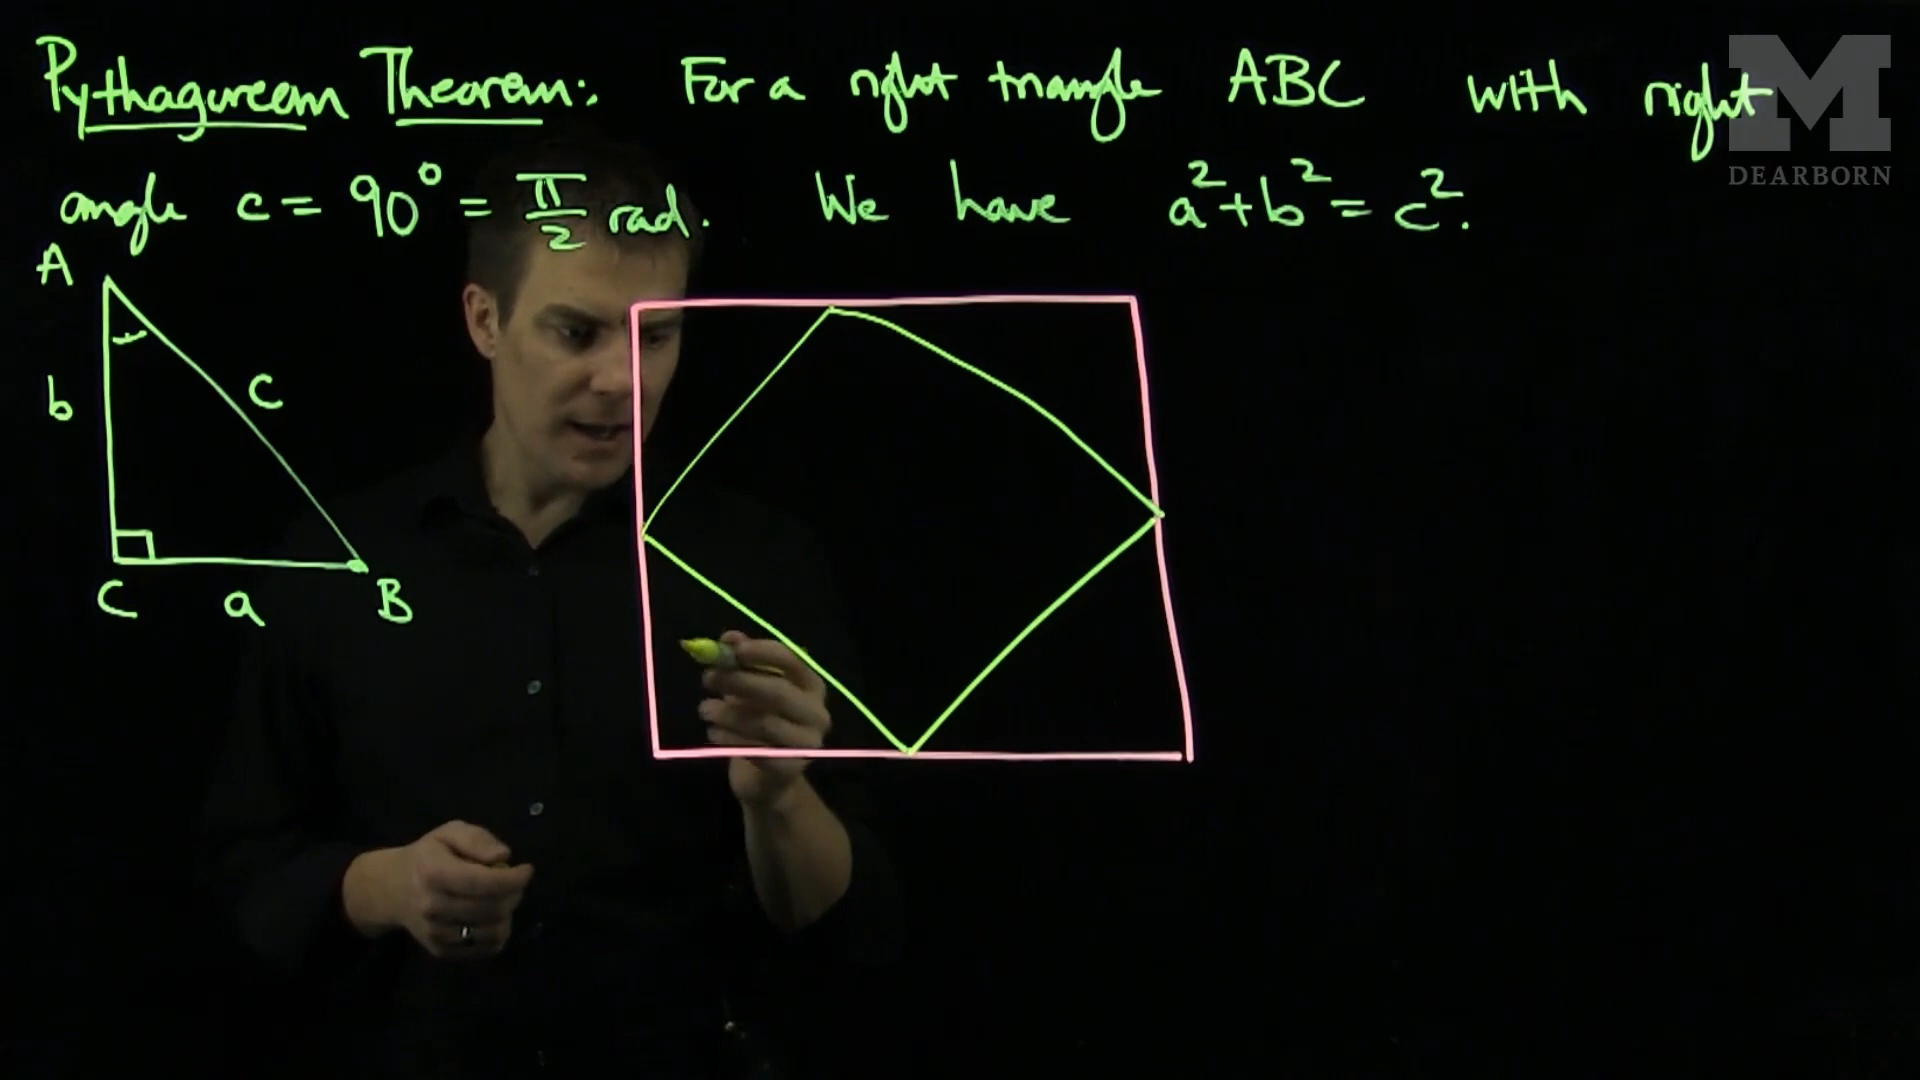 Pythagorean Theorem: For a right triangle ABC with right
angle c = 90° = π/2 rad. We have a² + b² = c².
M
DEARBORN
A
b
c
C
a
B